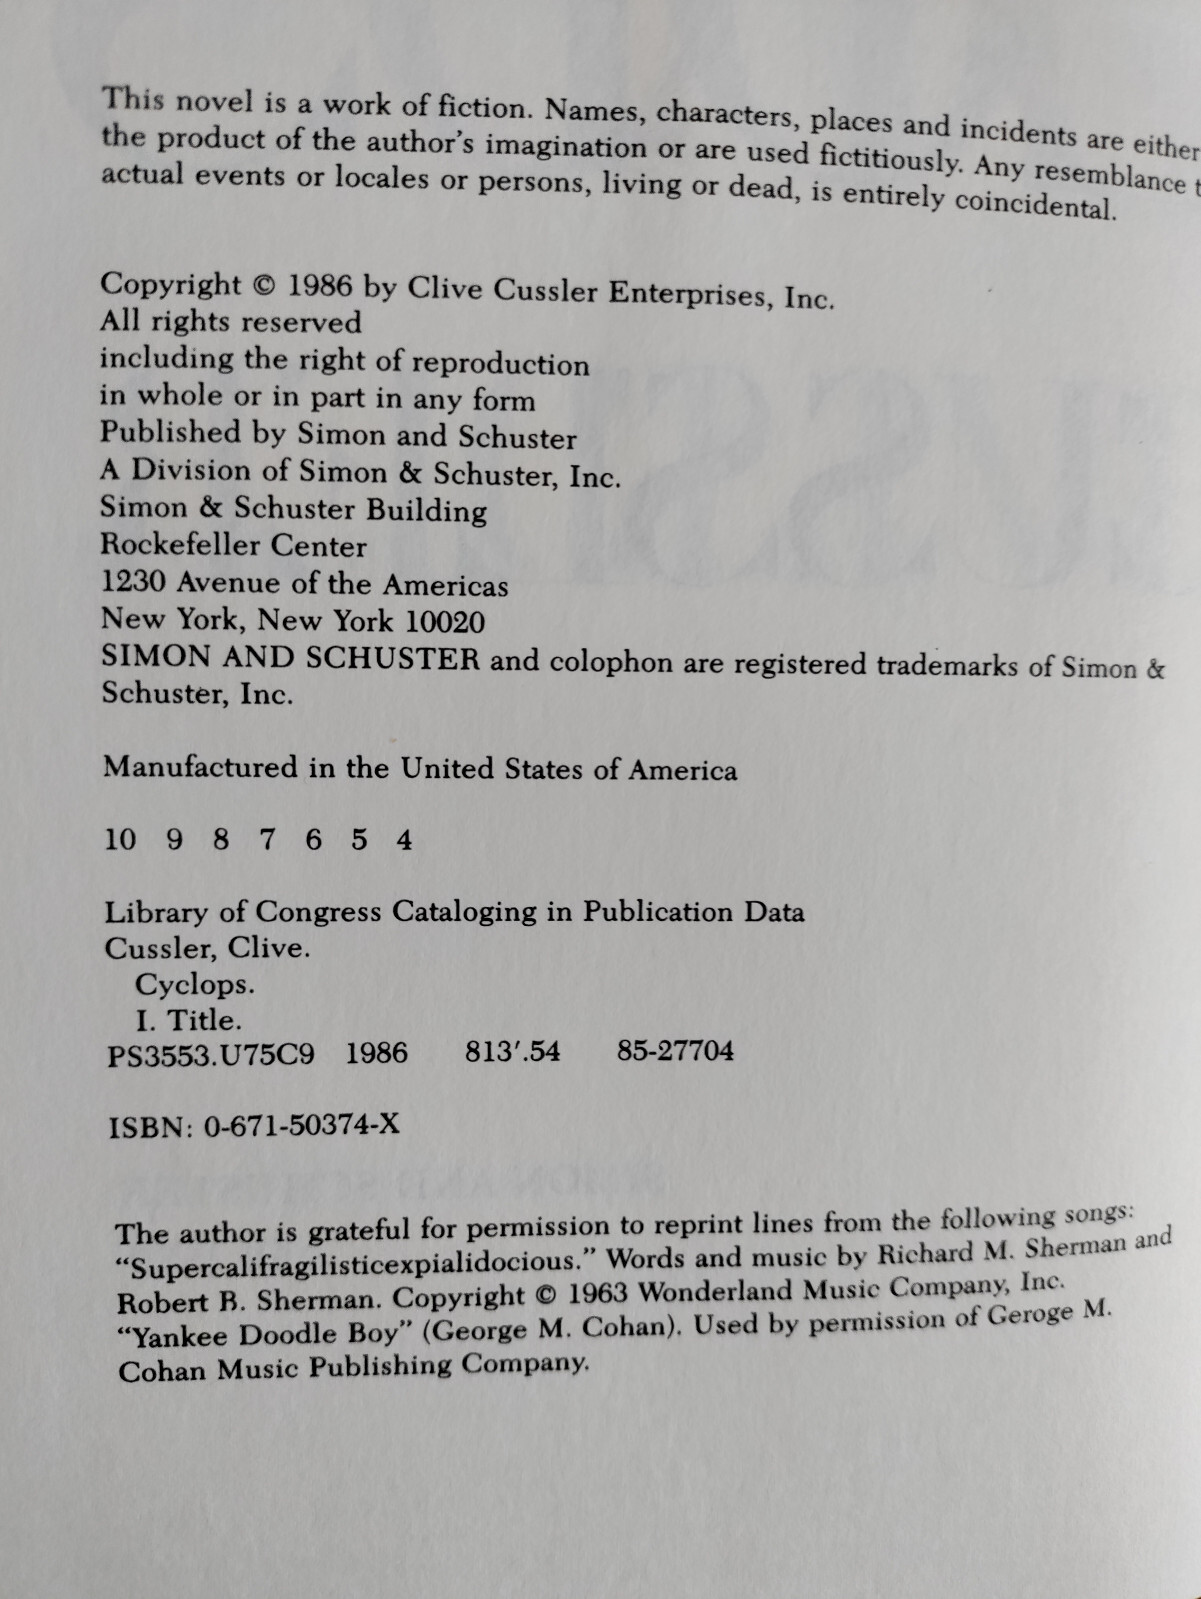 This novel is a work of fiction. Names, characters, places and incidents are either
the product of the author's imagination or are used fictitiously. Any resemblance t
actual events or locales or persons, living or dead, is entirely coincidental.
Copyright © 1986 by Clive Cussler Enterprises, Inc.
All rights reserved
including the right of reproduction
in whole or in part in any form
Published by Simon and Schuster
A Division of Simon & Schuster, Inc.
Simon & Schuster Building
Rockefeller Center
1230 Avenue of the Americas
New York, New York 10020
SIMON AND SCHUSTER and colophon are registered trademarks of Simon &
Schuster, Inc.
Manufactured in the United States of America
10 9 8 7 6 5 4
Library of Congress Cataloging in Publication Data
Cussler, Clive.
Cyclops.
I. Title.
PS3553.U75C9 1986 813′.54 85-27704
ISBN: 0-671-50374-X
The author is grateful for permission to reprint lines from the following songs:
“Supercalifragilisticexpialidocious.” Words and music by Richard M. Sherman and
Robert B. Sherman. Copyright © 1963 Wonderland Music Company, Inc.
“Yankee Doodle Boy” (George M. Cohan). Used by permission of Geroge M.
Cohan Music Publishing Company.